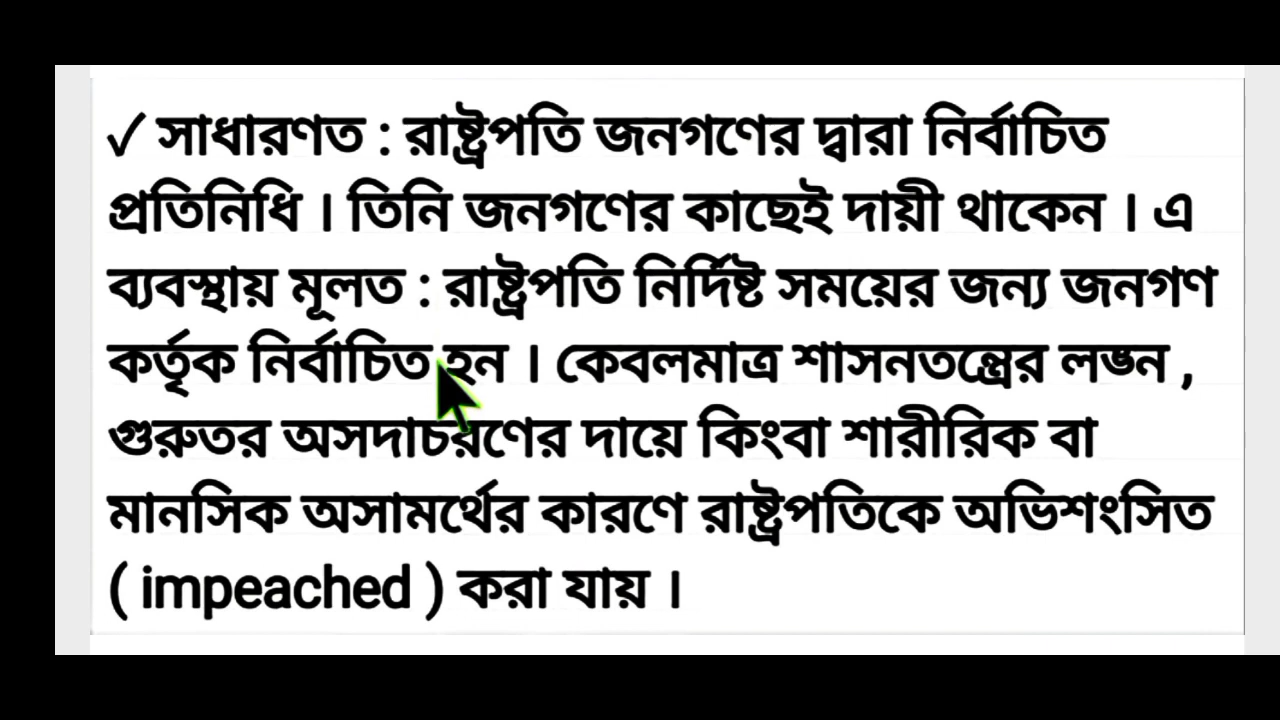 ✓ সাধারণত : রাষ্ট্রপতি জনগণের দ্বারা নির্বাচিত
প্রতিনিধি । তিনি জনগণের কাছেই দায়ী থাকেন । এ
ব্যবস্থায় মূলত : রাষ্ট্রপতি নির্দিষ্ট সময়ের জন্য জনগণ
কর্তৃক নির্বাচিত হন । কেবলমাত্র শাসনতন্ত্রের লঙ্ন ,
গুরুতর অসদাচরণের দায়ে কিংবা শারীরিক বা
মানসিক অসামর্থের কারণে রাষ্ট্রপতিকে অভিশংসিত
( impeached ) করা যায় ।